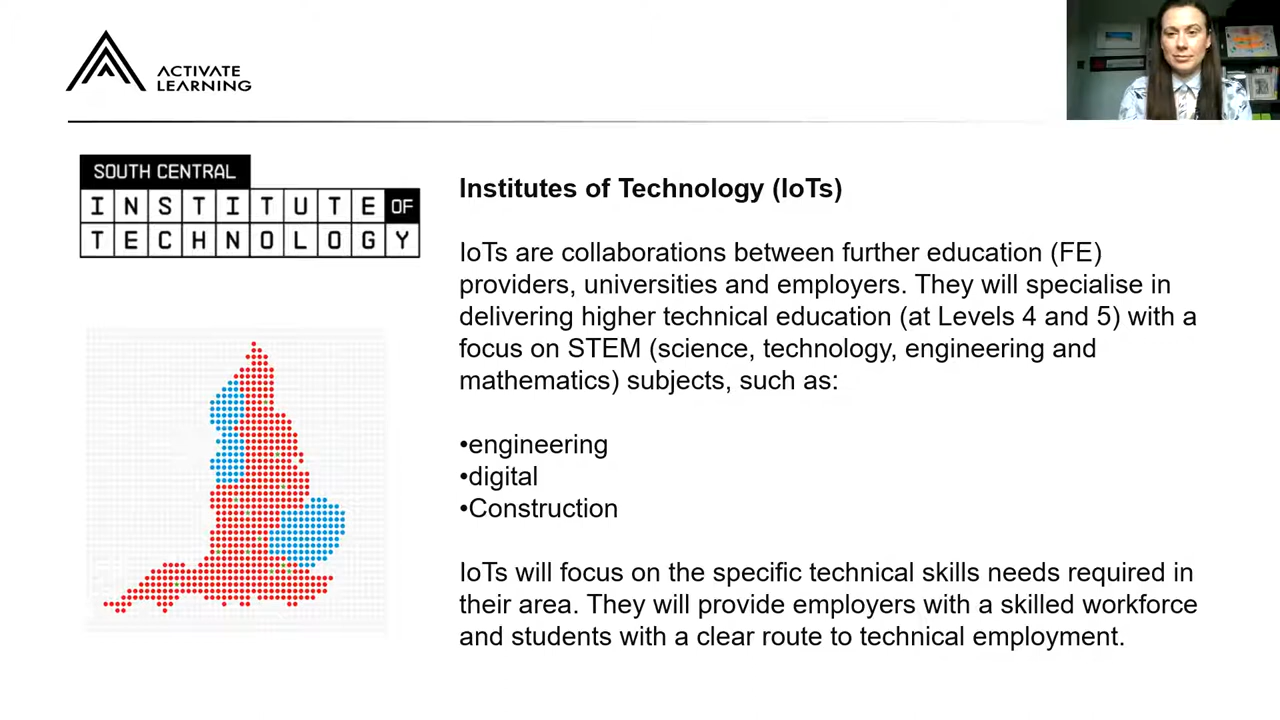 ACTIVATE
LEARNING
SOUTH CENTRAL
INSTITUTE OF
TECHNOLOGY
Institutes of Technology (IoTs)
IoTs are collaborations between further education (FE)
providers, universities and employers. They will specialise in
delivering higher technical education (at Levels 4 and 5) with a
focus on STEM (science, technology, engineering and
mathematics) subjects, such as:
•engineering
•digital
•Construction
IoTs will focus on the specific technical skills needs required in
their area. They will provide employers with a skilled workforce
and students with a clear route to technical employment.